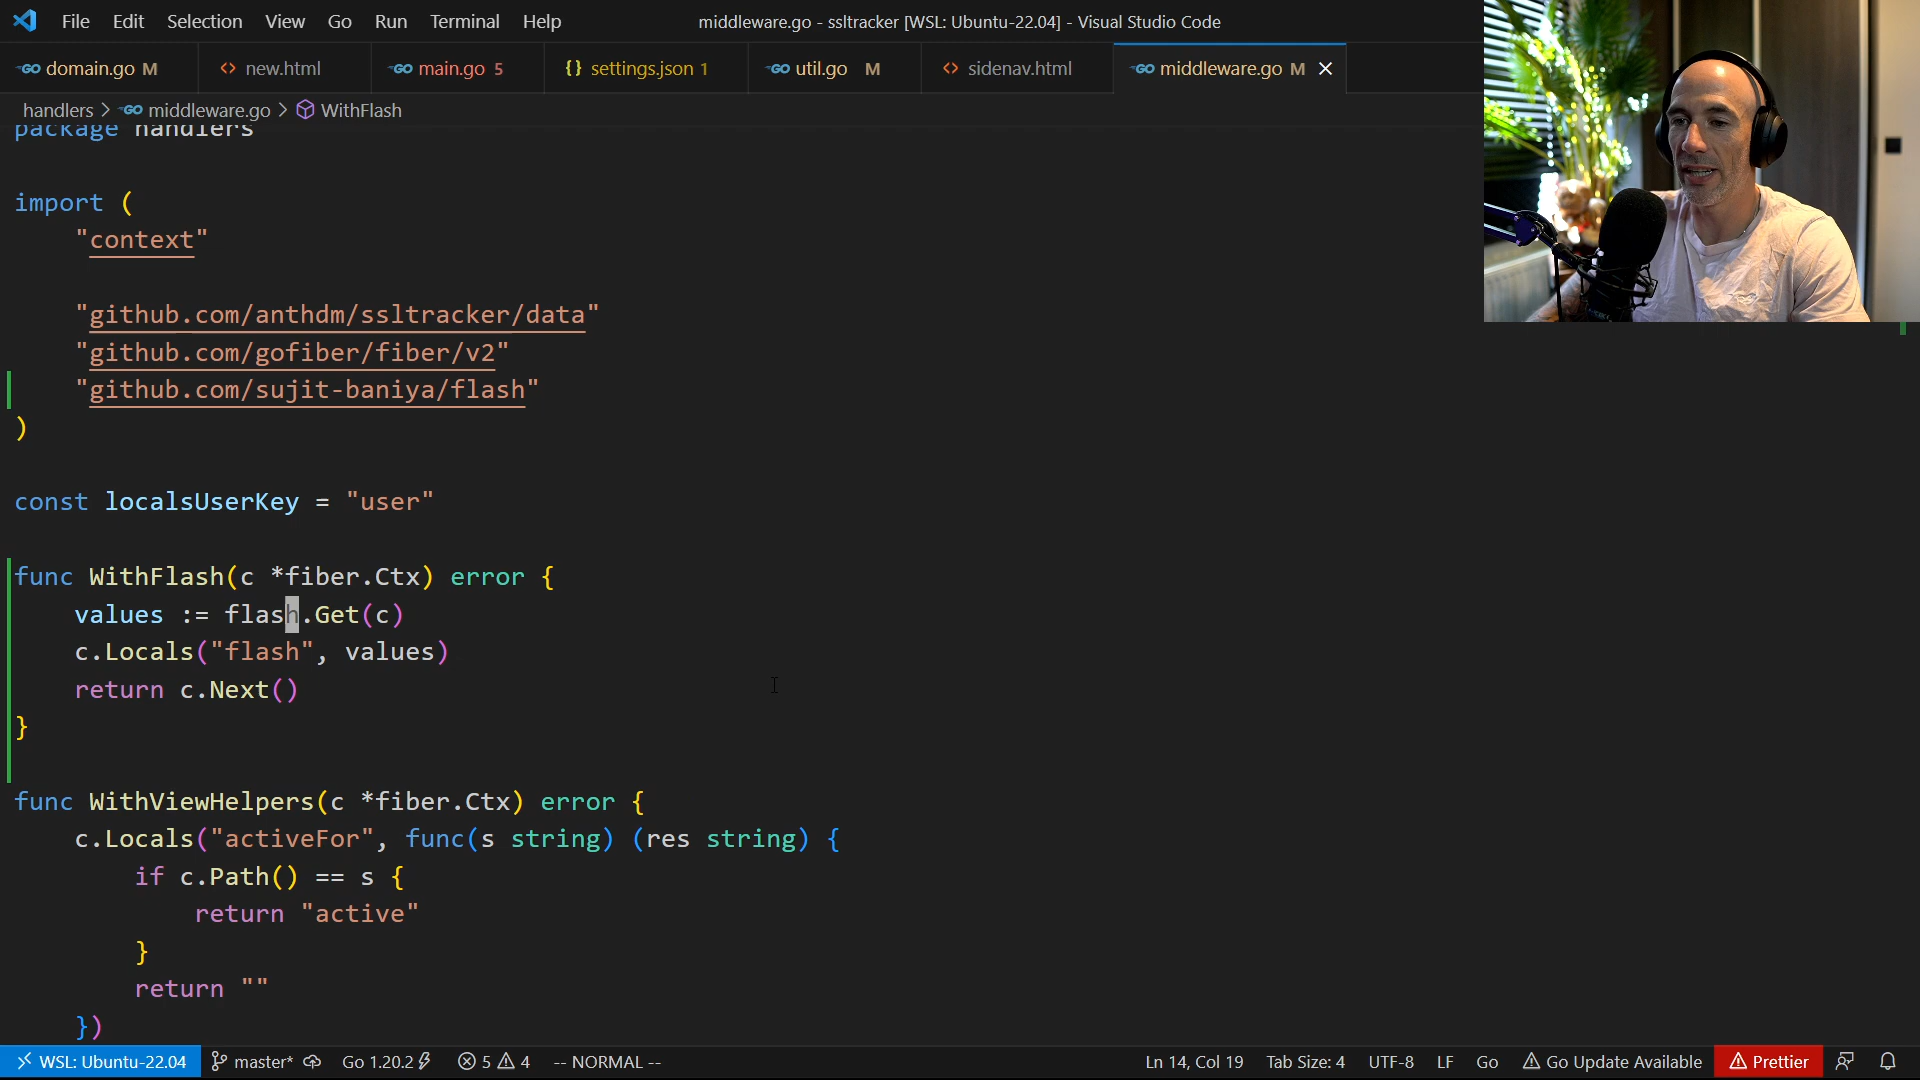 File Edit Selection View Go Run Terminal Help
middleware.go - ssltracker [WSL: Ubuntu-22.04] - Visual Studio Code
GO domain.go M
<> new.html
GO main.go 5
{} settings.json 1
GO util.go M
<> sidenav.html
GO middleware.go M
handlers > GO middleware.go > WithFlash
package handlers
import (
"context"
"github.com/anthdm/ssltracker/data"
"github.com/gofiber/fiber/v2"
"github.com/sujit-baniya/flash"
)
const localsUserKey = "user"
func WithFlash(c *fiber.Ctx) error {
values := flash.Get(c)
c.Locals("flash", values)
return c.Next()
}
func WithViewHelpers(c *fiber.Ctx) error {
c.Locals("activeFor", func(s string) (res string) {
if c.Path() == s {
return "active"
}
return ""
})
WSL: Ubuntu-22.04 master* Go 1.20.2 5 4 -- NORMAL -- Ln 14, Col 19 Tab Size: 4 UTF-8 LF Go Go Update Available Prettier